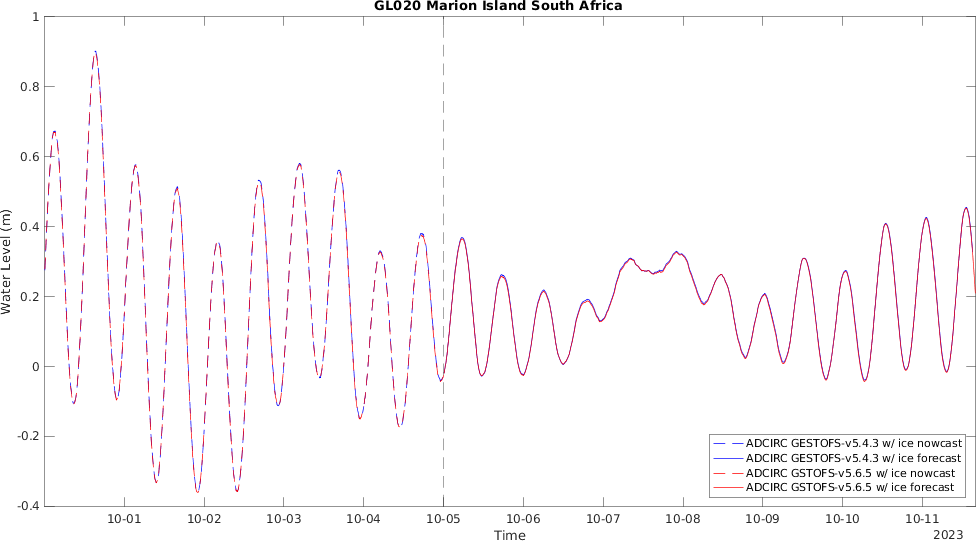 GL020 Marion Island South Africa
Water Level (m)
1
0.8
0.6
0.4
0.2
0
-0.2
-0.4
10-01 10-02 10-03 10-04 10-05 10-06 10-07 10-08 10-09 10-10 10-11
Time
2023
ADCIRC GESTOFS-v5.4.3 w/ ice nowcast
ADCIRC GESTOFS-v5.4.3 w/ ice forecast
ADCIRC GSTOFS-v5.6.5 w/ ice nowcast
ADCIRC GSTOFS-v5.6.5 w/ ice forecast